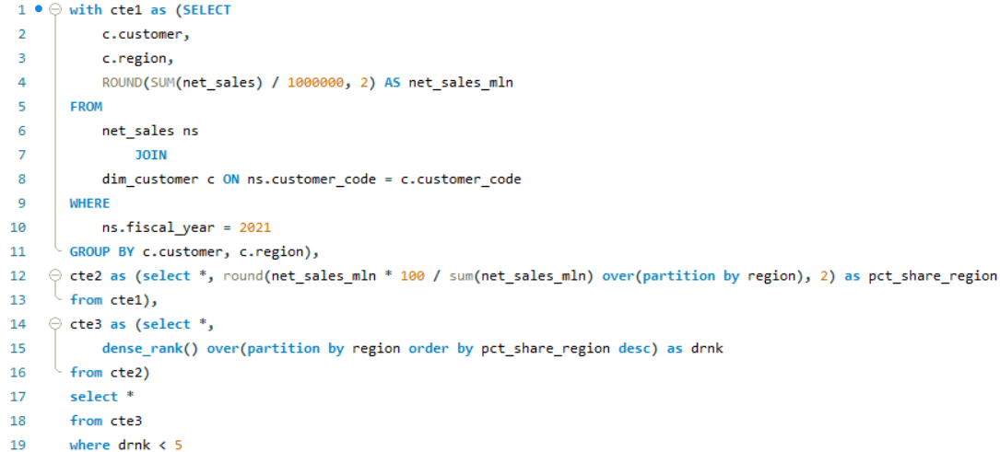 1 with cte1 as (SELECT
2 c.customer,
3 c.region,
4 ROUND(SUM(net_sales) / 1000000, 2) AS net_sales_mln
5 FROM
6 net_sales ns
7 JOIN
8 dim_customer c ON ns.customer_code = c.customer_code
9 WHERE
10 ns.fiscal_year = 2021
11 GROUP BY c.customer, c.region),
12 cte2 as (select *, round(net_sales_mln * 100 / sum(net_sales_mln) over(partition by region), 2) as pct_share_region
13 from cte1),
14 cte3 as (select *,
15 dense_rank() over(partition by region order by pct_share_region desc) as drnk
16 from cte2)
17 select *
18 from cte3
19 where drnk < 5